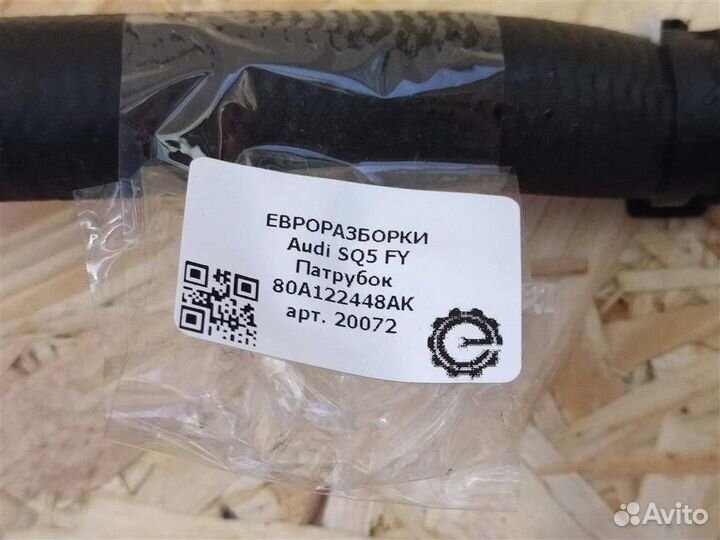 ЕВРОРАЗБОРКИ
Audi SQ5 FY
Патрубок
80A122448AK
арт. 20072
Avito